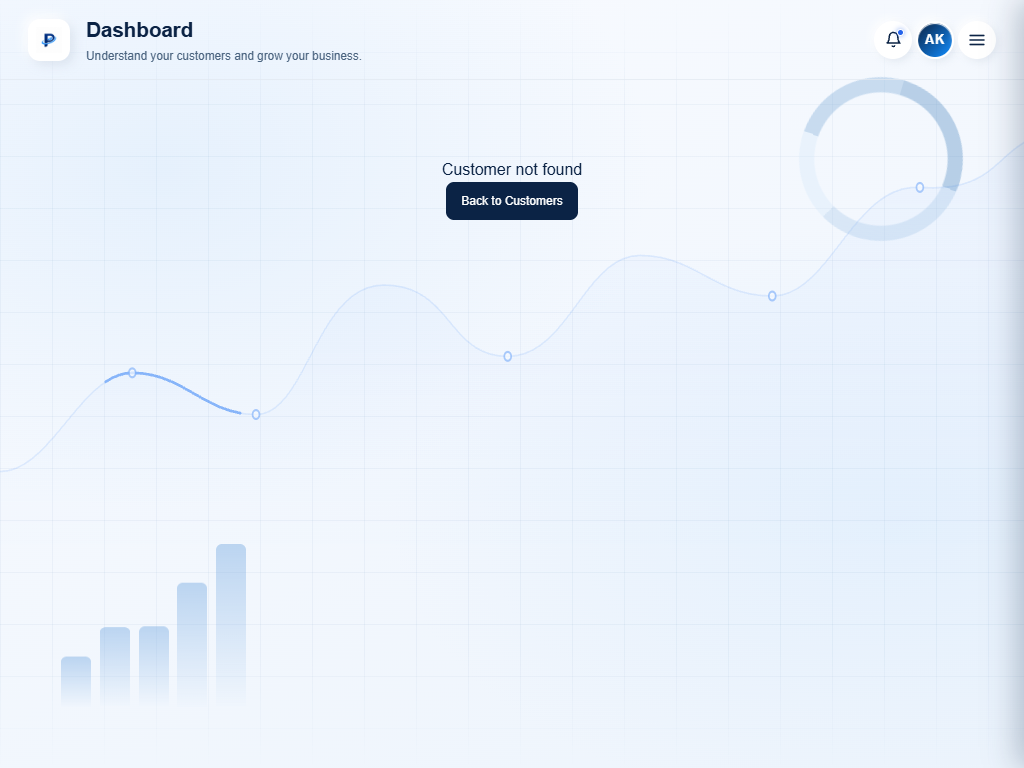 P
Dashboard
Understand your customers and grow your business.
AK
Customer not found
Back to Customers